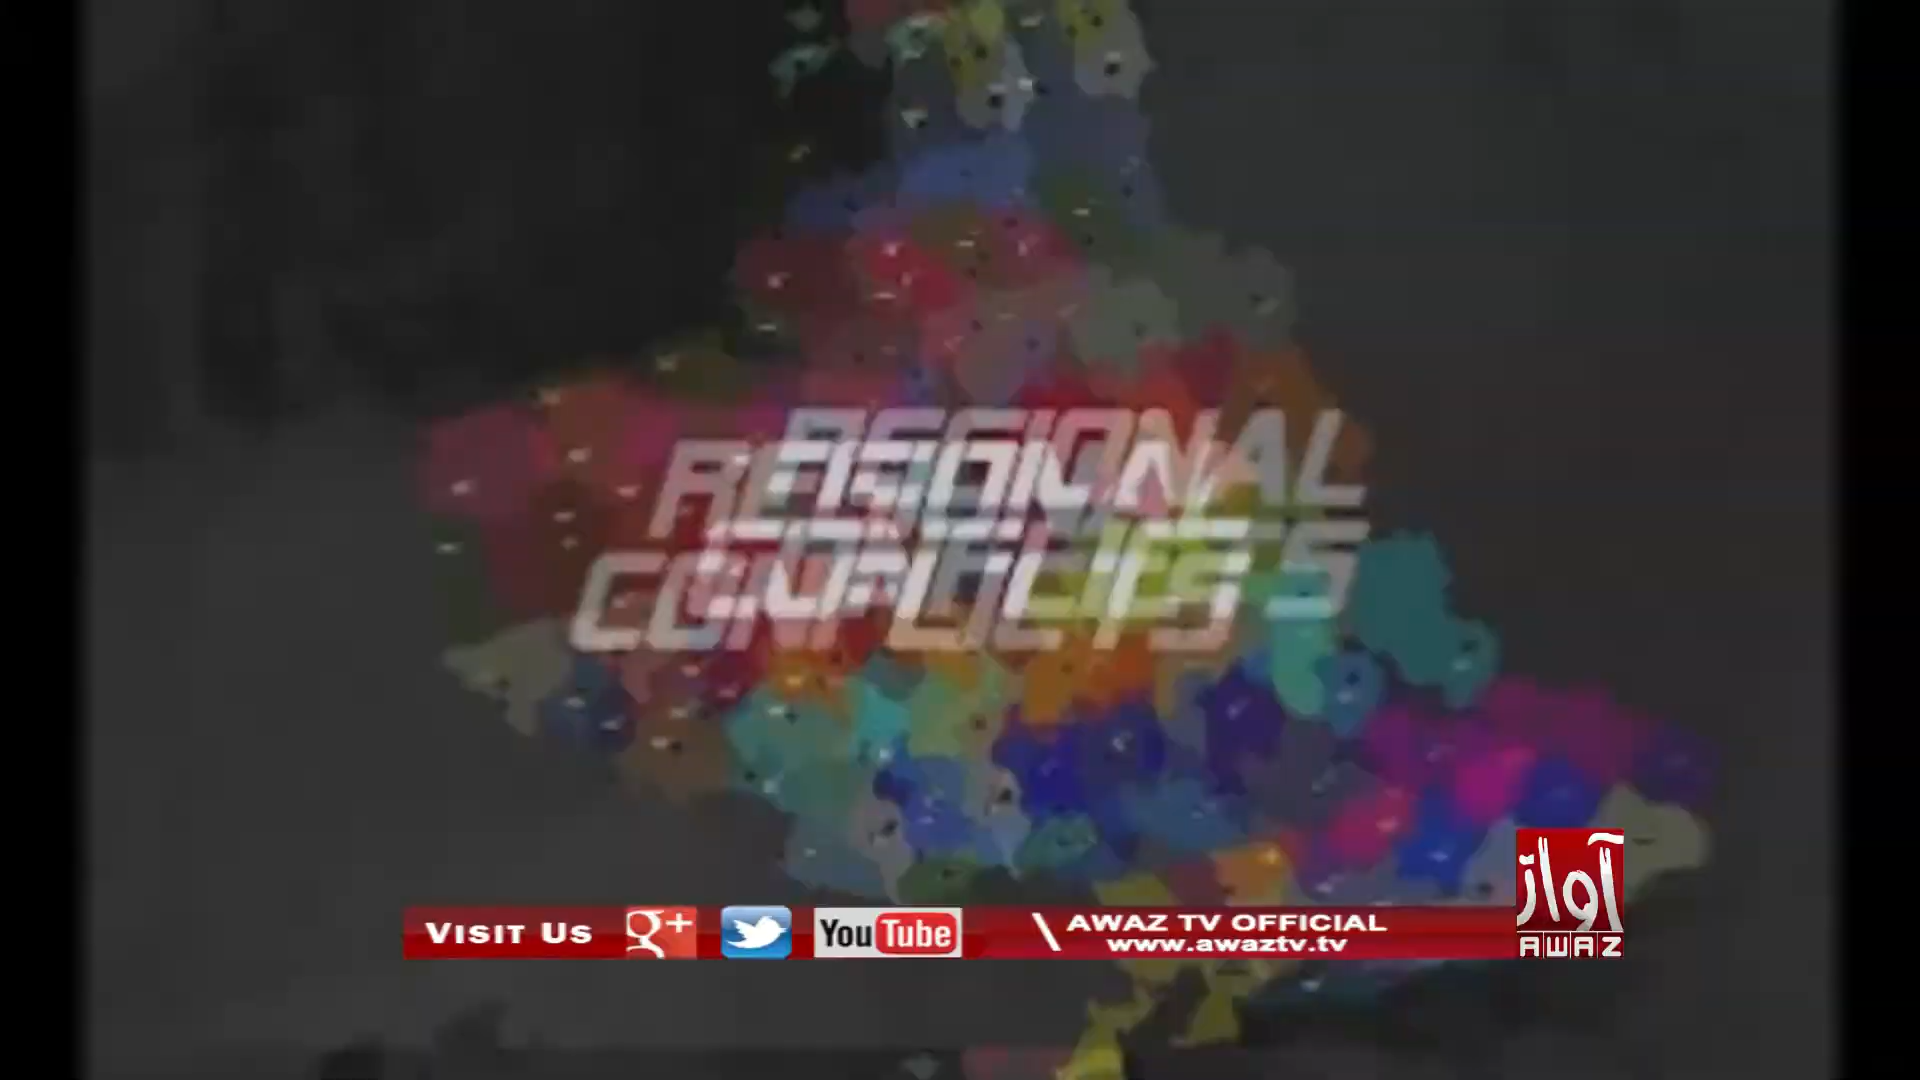 REGIONAL
CONFLICTS
VISIT US
g+
You Tube
\ AWAZ TV OFFICIAL
www.awaztv.tv
آواز
AWAZ